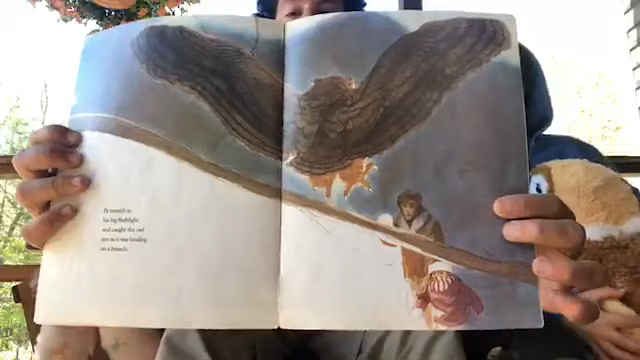 Pa turned on
his big flashlight
and caught the owl
just as it was landing
on a branch.